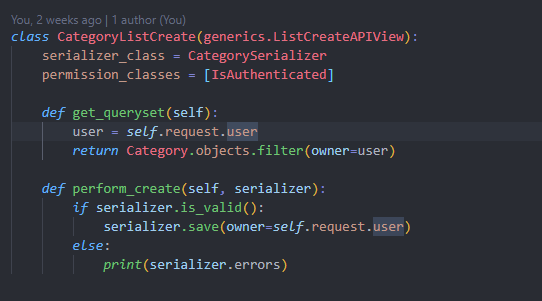 You, 2 weeks ago | 1 author (You)
class CategoryListCreate(generics.ListCreateAPIView):
    serializer_class = CategorySerializer
    permission_classes = [IsAuthenticated]

    def get_queryset(self):
        user = self.request.user
        return Category.objects.filter(owner=user)

    def perform_create(self, serializer):
        if serializer.is_valid():
            serializer.save(owner=self.request.user)
        else:
            print(serializer.errors)